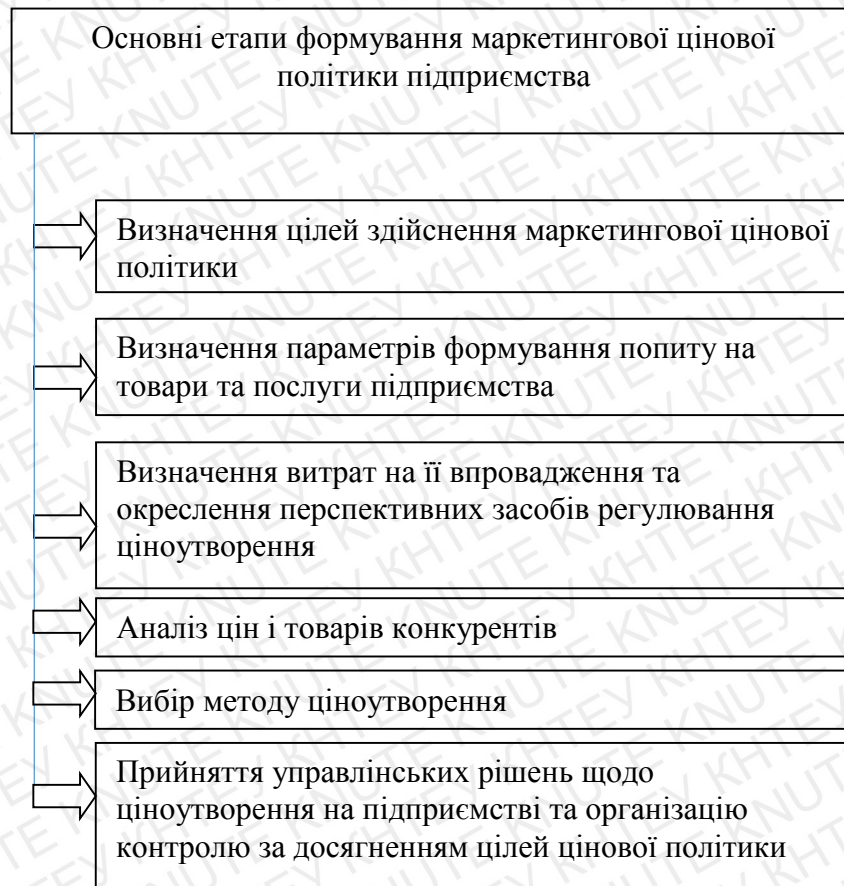 Основні етапи формування маркетингової цінової
політики підприємства
Визначення цілей здійснення маркетингової цінової
політики
Визначення параметрів формування попиту на
товари та послуги підприємства
Визначення витрат на її впровадження та
окреслення перспективних засобів регулювання
ціноутворення
Аналіз цін і товарів конкурентів
Вибір методу ціноутворення
Прийняття управлінських рішень щодо
ціноутворення на підприємстві та організацію
контролю за досягненням цілей цінової політики